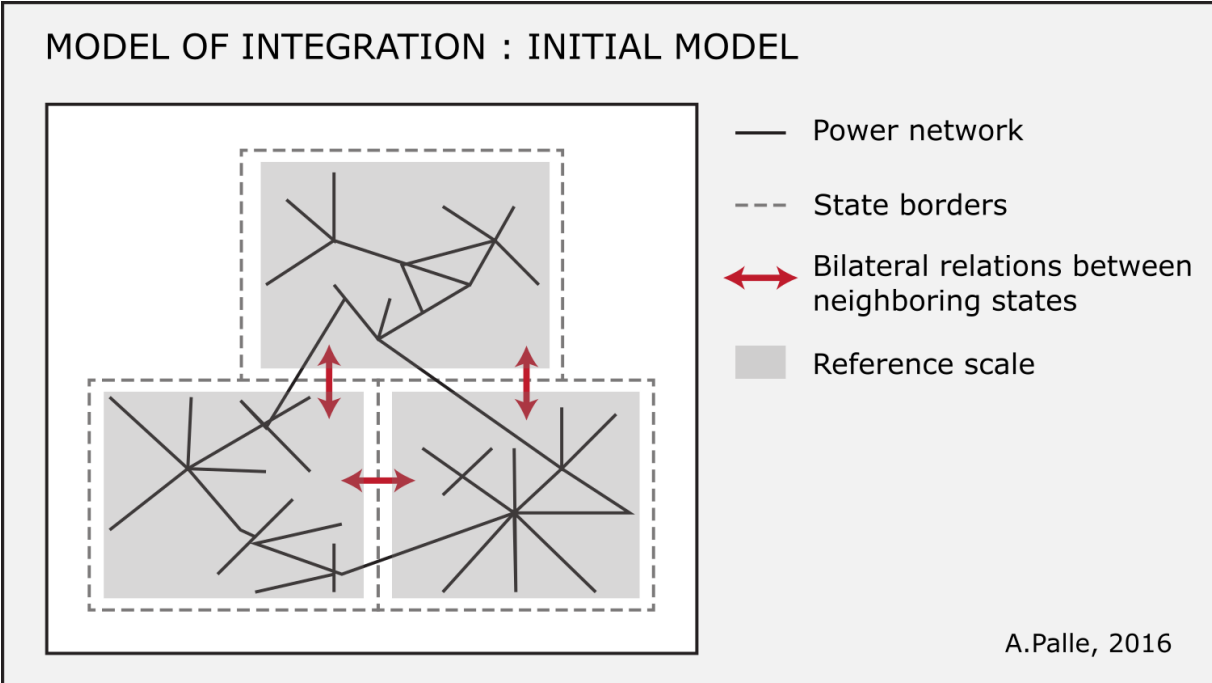 MODEL OF INTEGRATION : INITIAL MODEL
Power network
State borders
Bilateral relations between
neighboring states
Reference scale
A.Palle, 2016